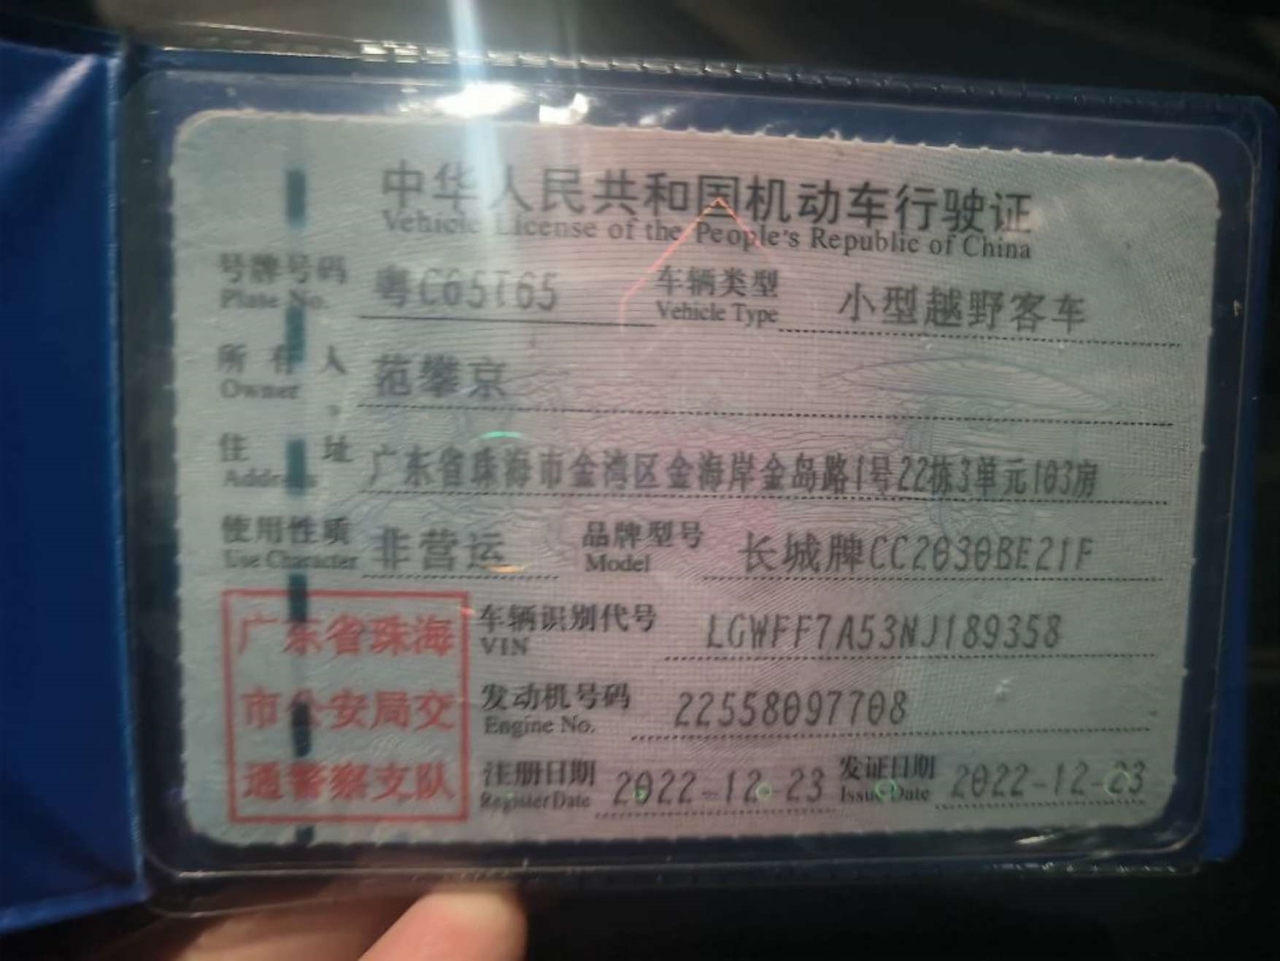 中华人民共和国机动车行驶证
Vehicle License of the People's Republic of China
号牌号码 粤C65T65 车辆类型 小型越野客车
Plate No. Vehicle Type
所有人 范攀京
Owner
住址 广东省珠海市金湾区金海岸金岛路1号22栋3单元103房
Address
使用性质 非营运 品牌型号 长城牌CC2030BE21F
Use Character Model
广东省珠海
市公安局交
通警察支队
车辆识别代号 LGWFF7A53NJ189358
VIN
发动机号码 22558097708
Engine No.
注册日期 2022-12-23 发证日期 2022-12-23
Register Date Issue Date